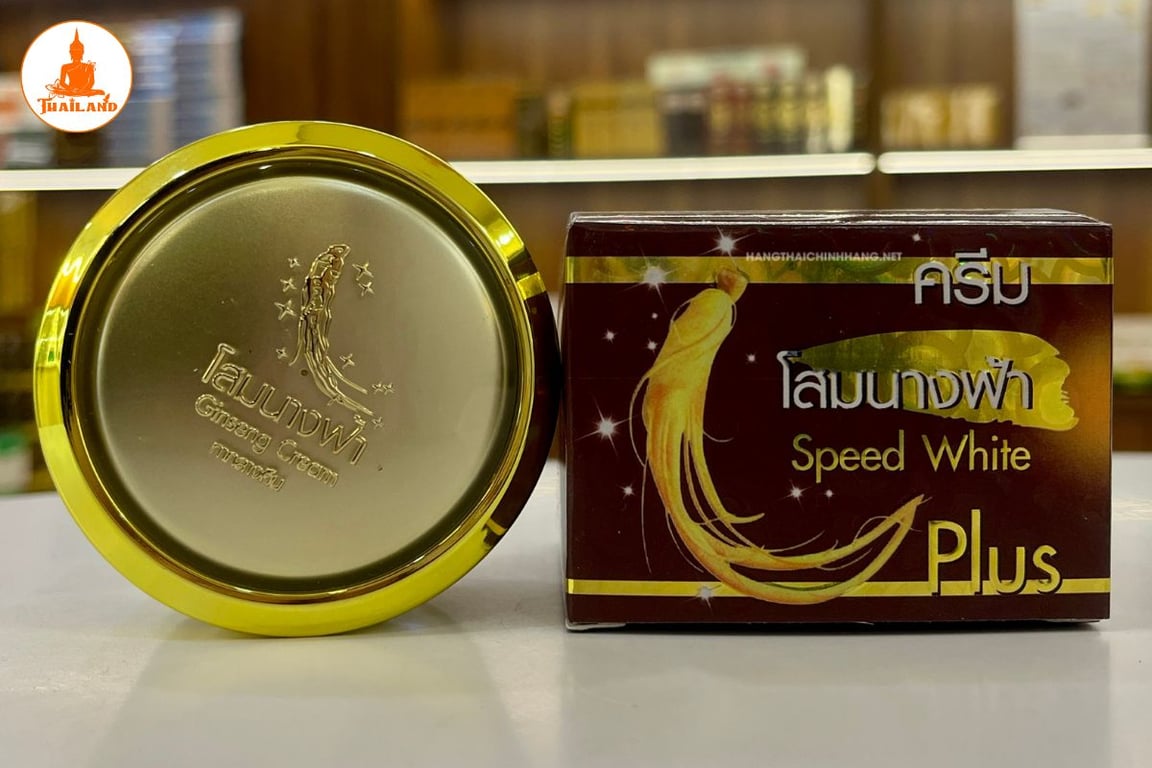 THAILAND
โสมนางฟ้า
Ginseng Cream
HANGTHAICHINHHANG.NET
ครีม
โสมนางฟ้า
Speed White
Plus